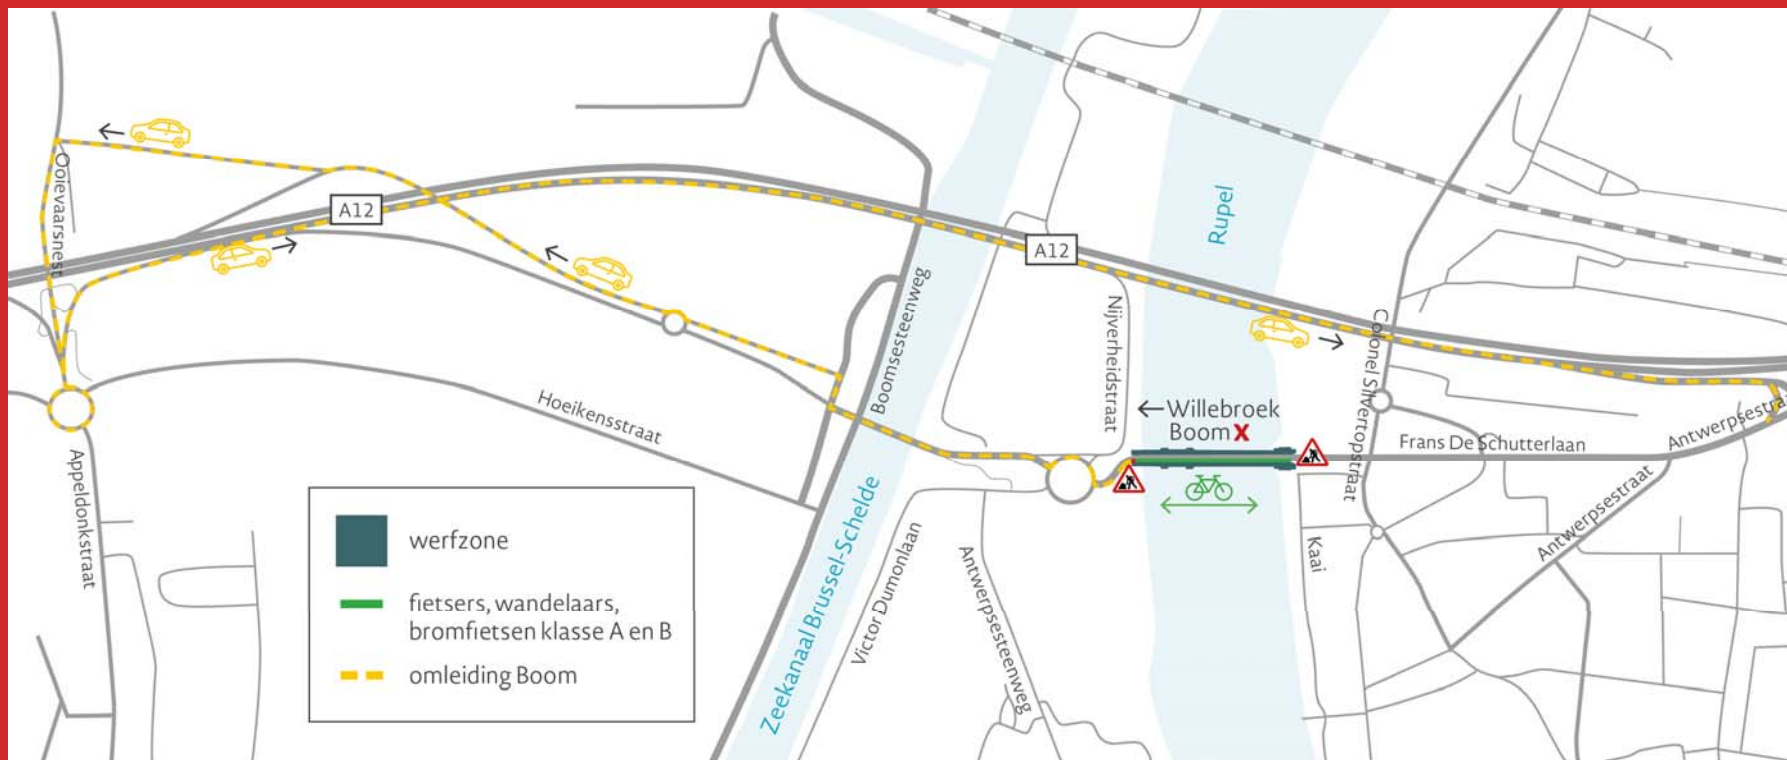 Ooievaarsnest
A12
A12
Rupel
Boomsesteenweg
Nijverheidstraat
Colonel Silvertopstraat
←Willebroek
Boom X
Frans De Schutterlaan
Antwerpsestra
Hoeikensstraat
Appeldonkstraat
Zeekanaal Brussel-Schelde
Victor Dumonlaan
Antwerpsesteenweg
Kaai
Antwerpsestraat
werfzone
fietsers, wandelaars,
bromfietsen klasse A en B
omleiding Boom